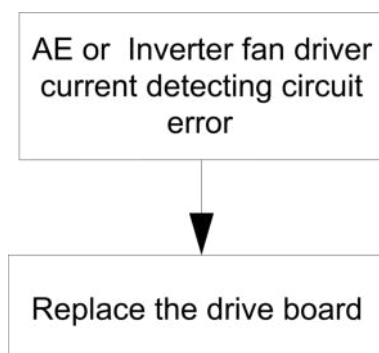 AE or  Inverter fan driver
current detecting circuit
error
Replace the drive board